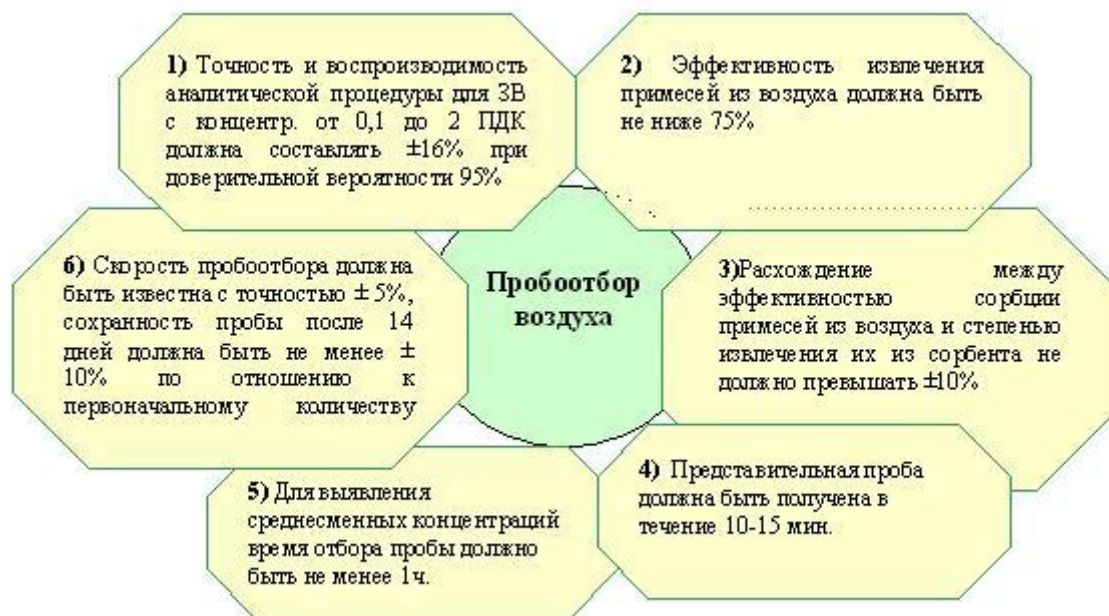 1) Точность и воспроизводимость
аналитической процедуры для ЗВ
с концентр. от 0,1 до 2 ПДК
должна составлять ±16% при
доверительной вероятности 95%
2) Эффективность извлечения
примесей из воздуха должна быть
не ниже 75%
Пробоотбор
воздуха
3)Расхождение между
эффективностью сорбции
примесей из воздуха и степенью
извлечения их из сорбента не
должно превышать ±10%
4) Представительная проба
должна быть получена в
течение 10-15 мин.
5) Для выявления
среднесменных концентраций
время отбора пробы должно
быть не менее 1ч.
6) Скорость пробоотбора должна
быть известна с точностью ± 5%,
сохранность пробы после 14
дней должна быть не менее ±
10% по отношению к
первоначальному количеству